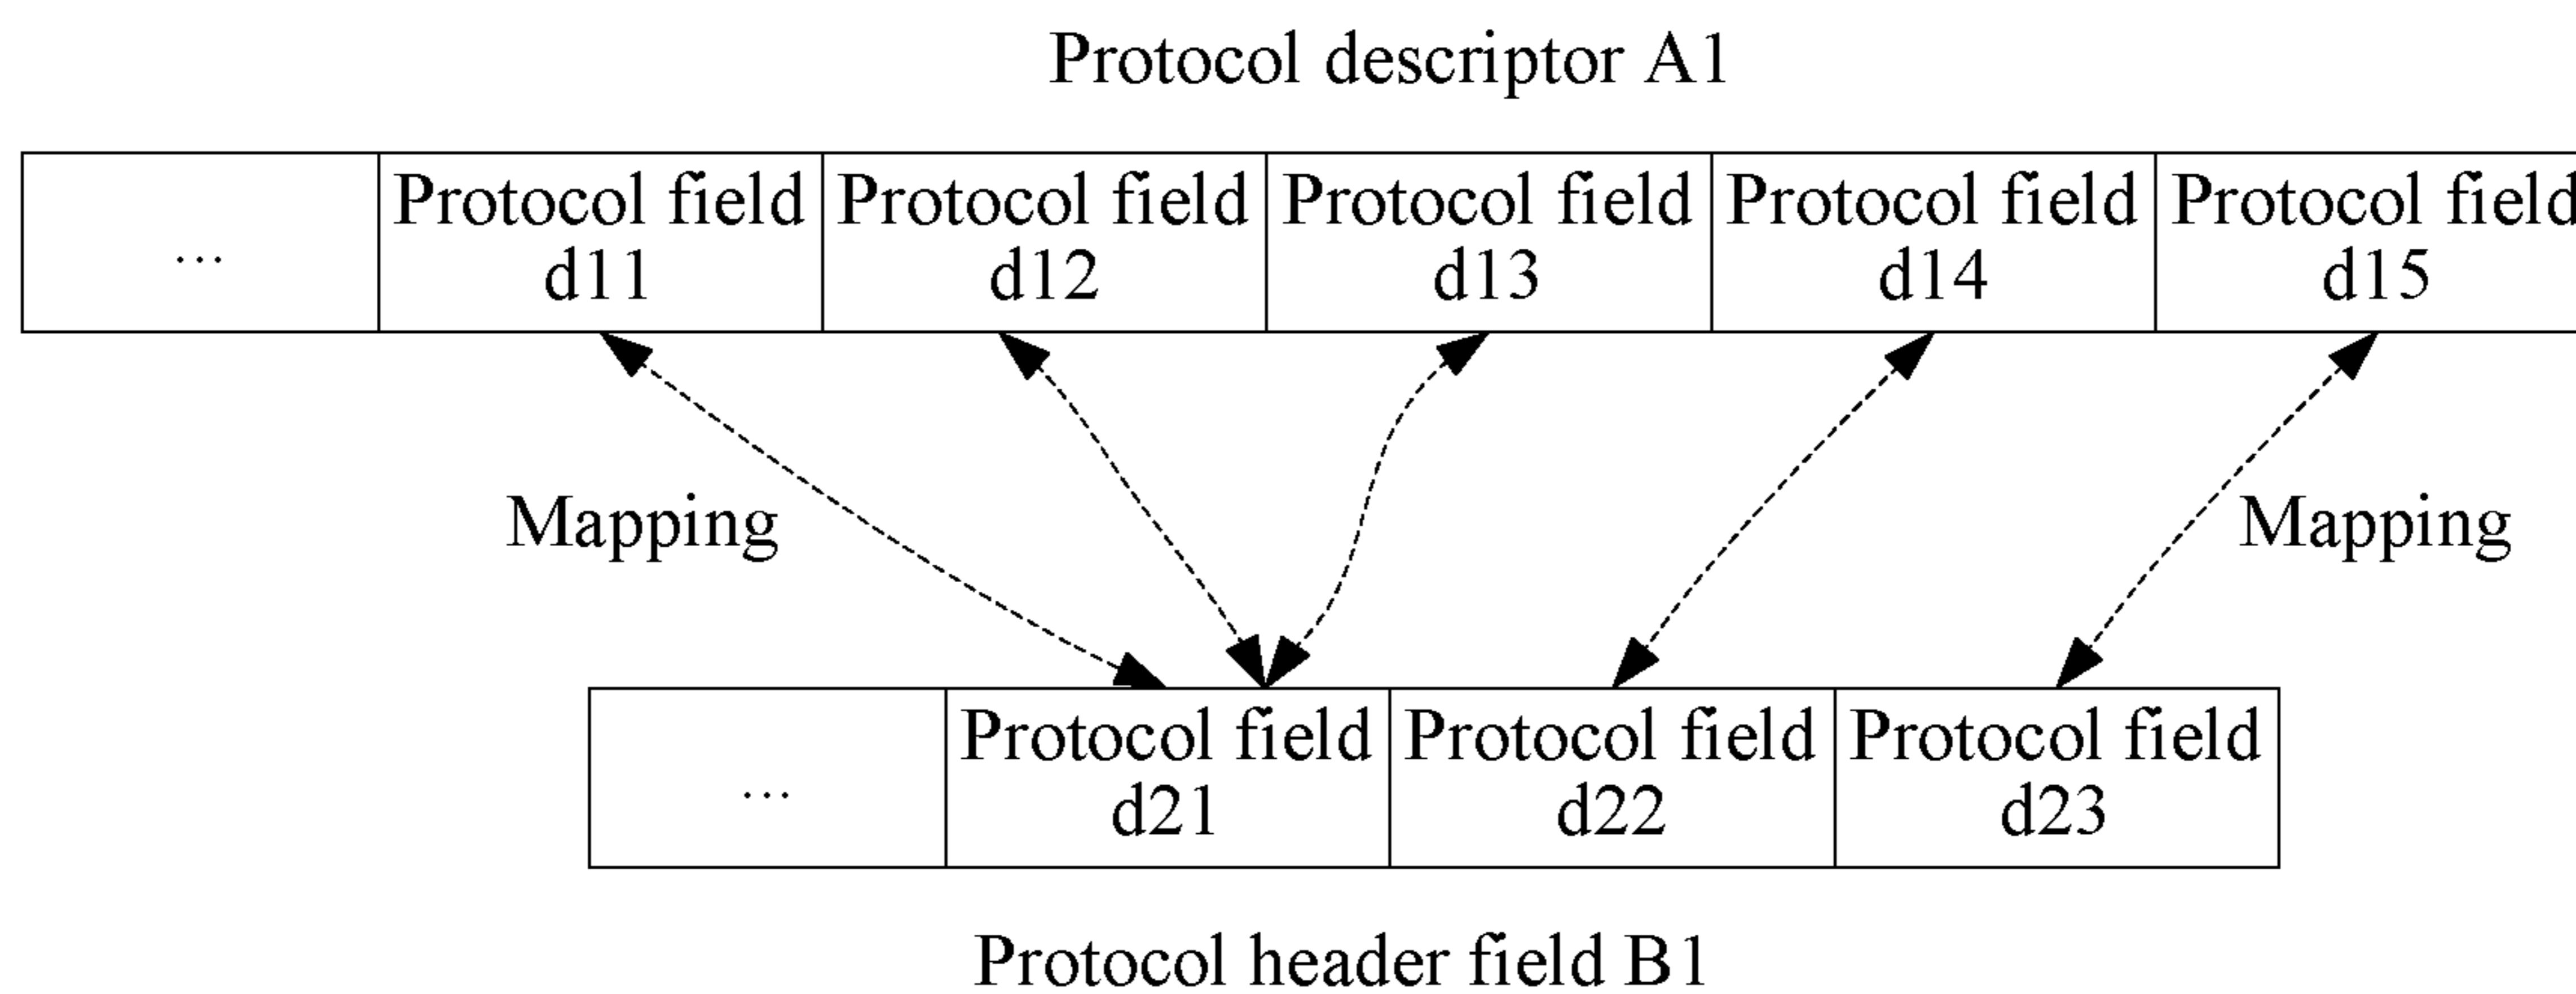 Protocol descriptor A1
...
Protocol field
d11
Protocol field
d12
Protocol field
d13
Protocol field
d14
Protocol field
d15
Mapping
Mapping
...
Protocol field
d21
Protocol field
d22
Protocol field
d23
Protocol header field B1